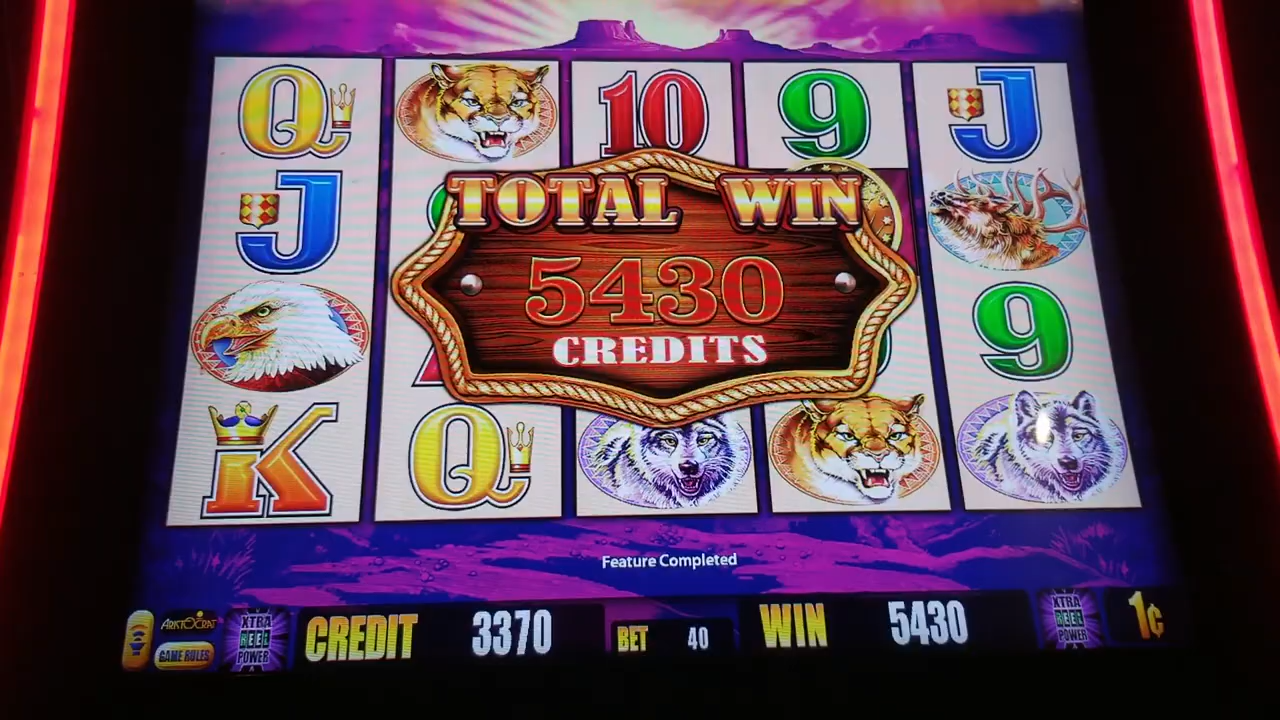 Q 10 9 J
J
TOTAL WIN
5430
CREDITS
9
K
Q
Feature Completed
ARISTOCRAT
GAME RULES
XTRA
REEL
POWER
CREDIT 3370
BET 40
WIN 5430
XTRA
REEL
POWER
1¢